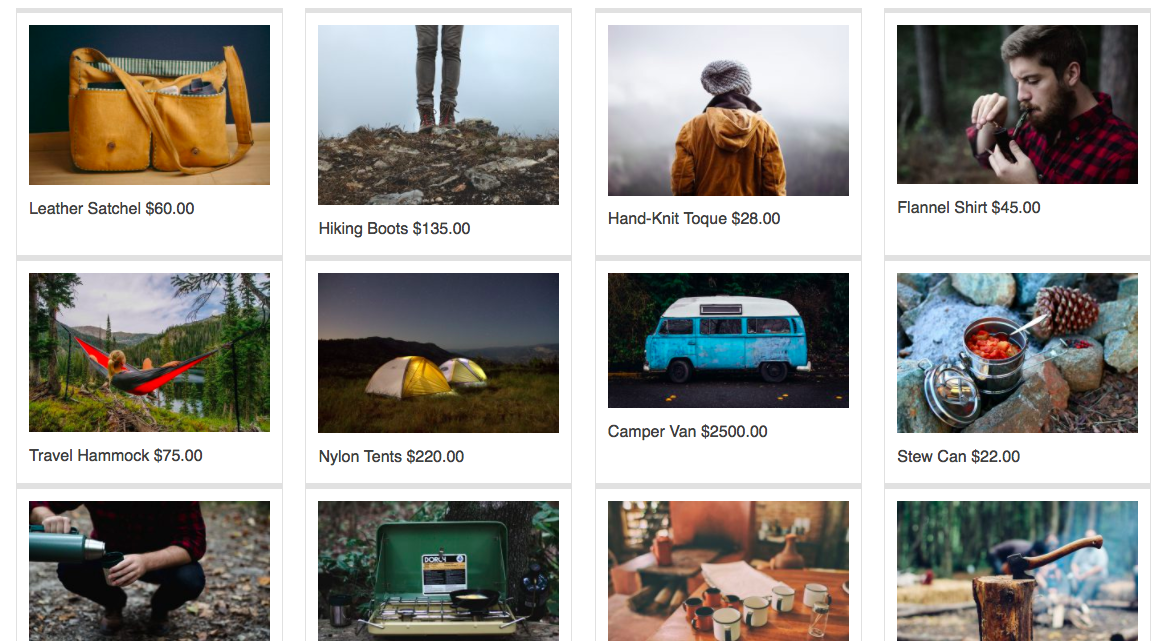 Leather Satchel $60.00
Hiking Boots $135.00
Hand-Knit Toque $28.00
Flannel Shirt $45.00
Travel Hammock $75.00
Nylon Tents $220.00
Camper Van $2500.00
Stew Can $22.00